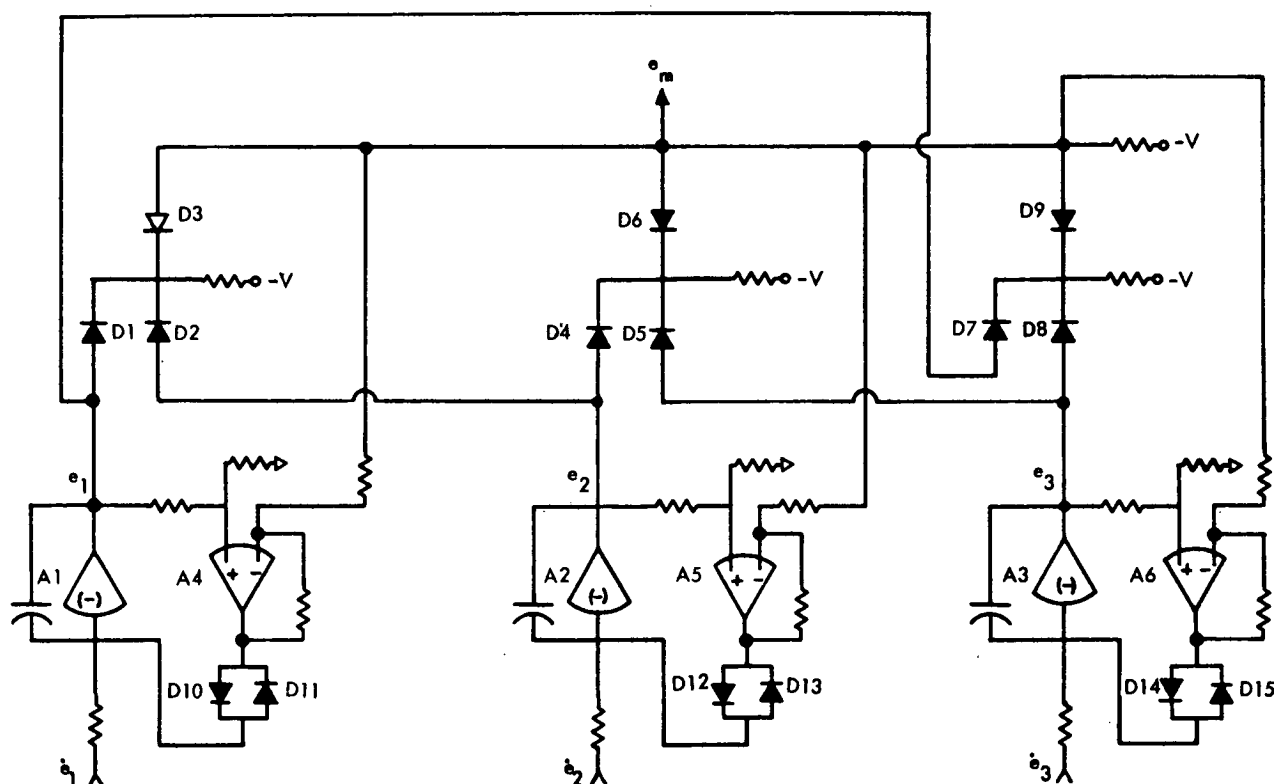 e_m
-V
D3
D6
D9
-V
-V
-V
D1
D2
D4
D5
D7
D8
e_1
e_2
e_3
A1
(-)
A4
+ -
A2
(-)
A5
+ -
A3
(-)
A6
+ -
D10
D11
D12
D13
D14
D15
ė_1
ė_2
ė_3